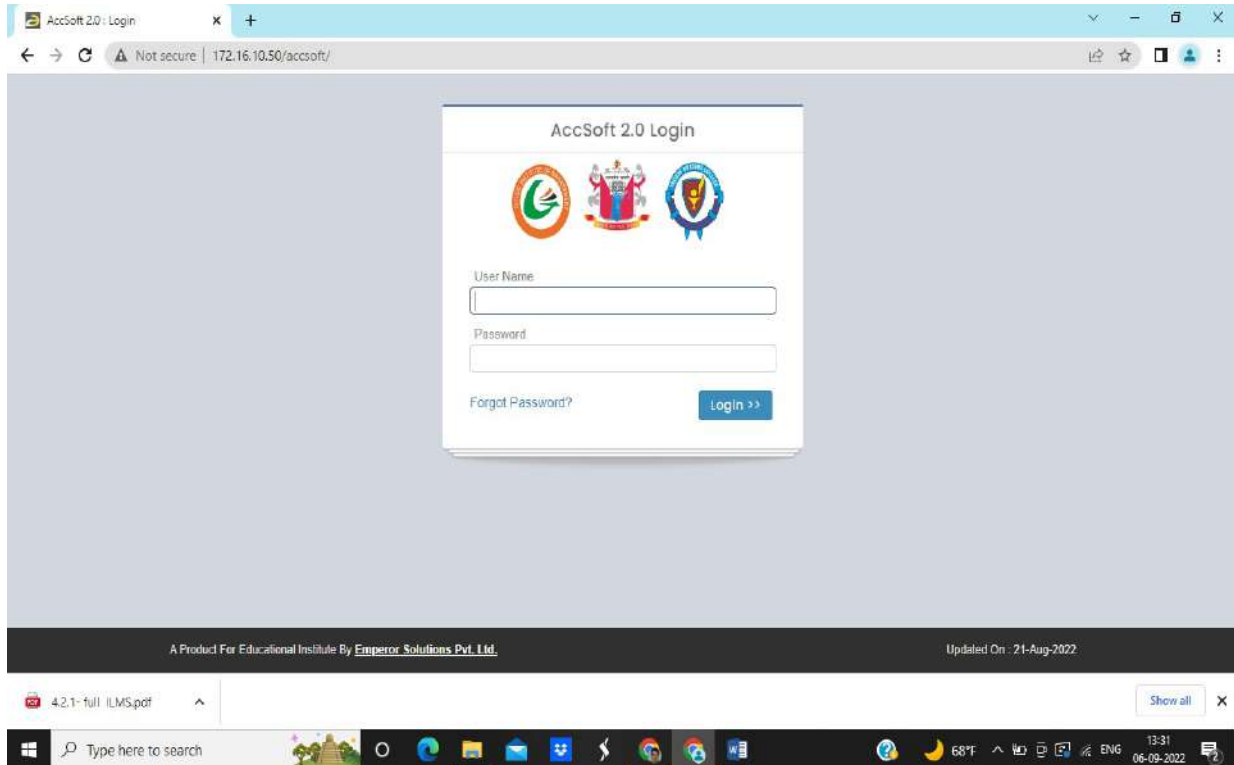 AccSoft 2.0 : Login
Not secure | 172.16.10.50/accsoft/
AccSoft 2.0 Login
User Name
Password
Forgot Password?
Login >>
A Product For Educational Institute By Emperor Solutions Pvt. Ltd.
Updated On : 21-Aug-2022
4.2.1- full ILMS.pdf
Show all
Type here to search
68°F
ENG
13:31
06-09-2022
2